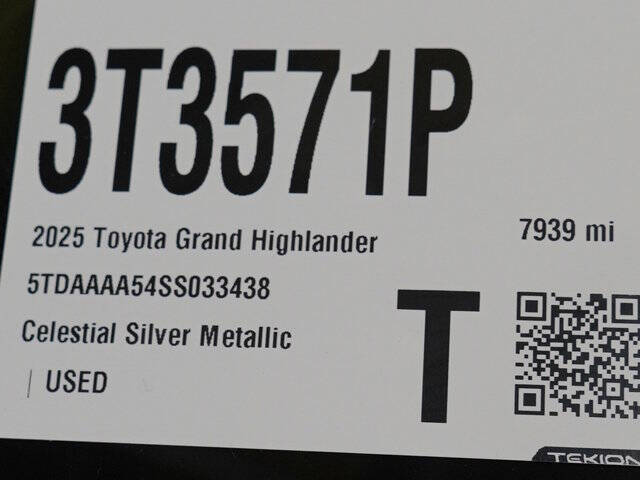 3T3571P
2025 Toyota Grand Highlander
7939 mi
5TDAAAA54SS033438
Celestial Silver Metallic
T
| USED
TEKION